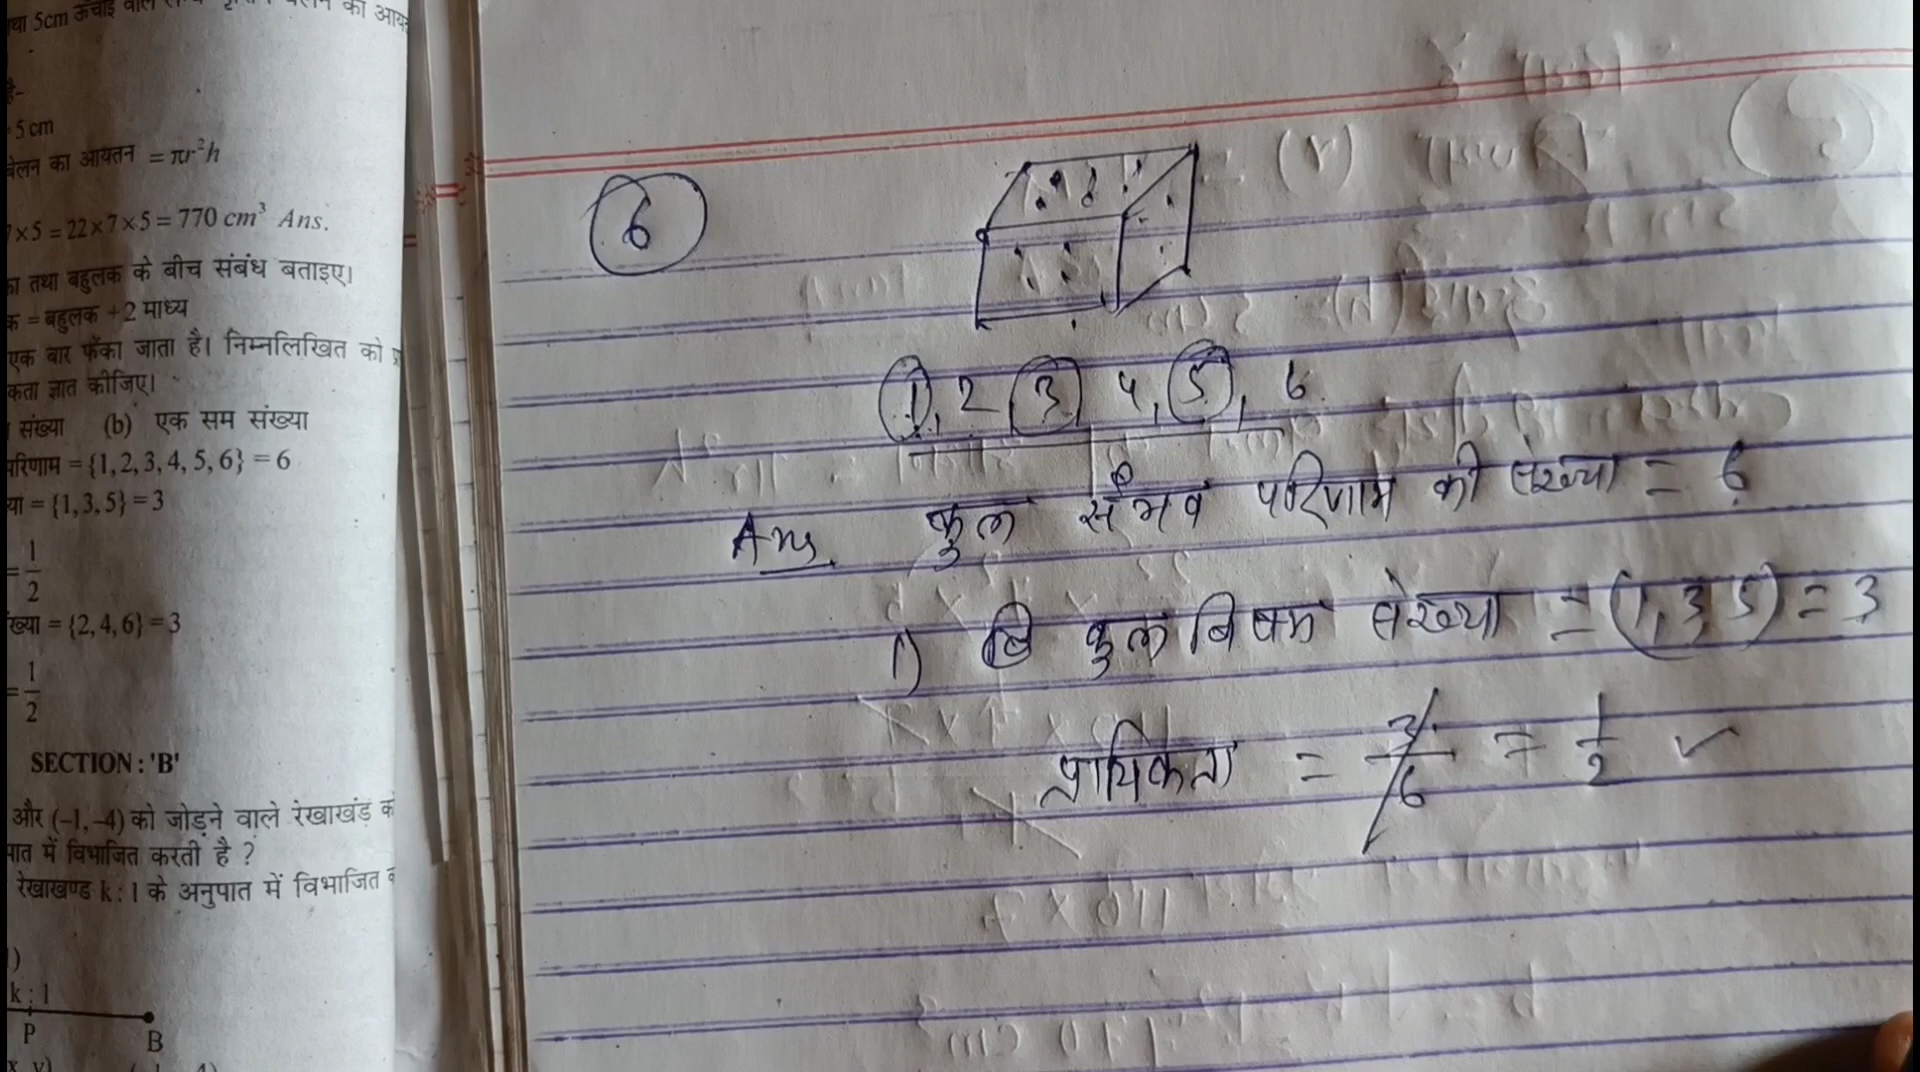 5cm ऊँचाई वाले
5 cm
बेलन का आयतन = πr²h
×5 = 22×7×5 = 770 cm³ Ans.
तथा बहुलक के बीच संबंध बताइए।
= बहुलक + 2 माध्य
एक बार फेंका जाता है। निम्नलिखित को
ज्ञात कीजिए।
संख्या (b) एक सम संख्या
परिणाम = {1, 2, 3, 4, 5, 6} = 6
= {1, 3, 5} = 3
= 1/2
= {2, 4, 6} = 3
= 1/2
SECTION : 'B'
और (–1, –4) को जोड़ने वाले रेखाखंड
में विभाजित करती है ?
रेखाखण्ड k : 1 के अनुपात में विभाजित
k : 1
P
B
6
1, 2, 3, 4, 5, 6
Ans. कुल संभव परिणाम की संख्या = 6
1) कुल विषम संख्या = (1, 3, 5) = 3
प्रायिकता = 3/6 = 1/2 ✓